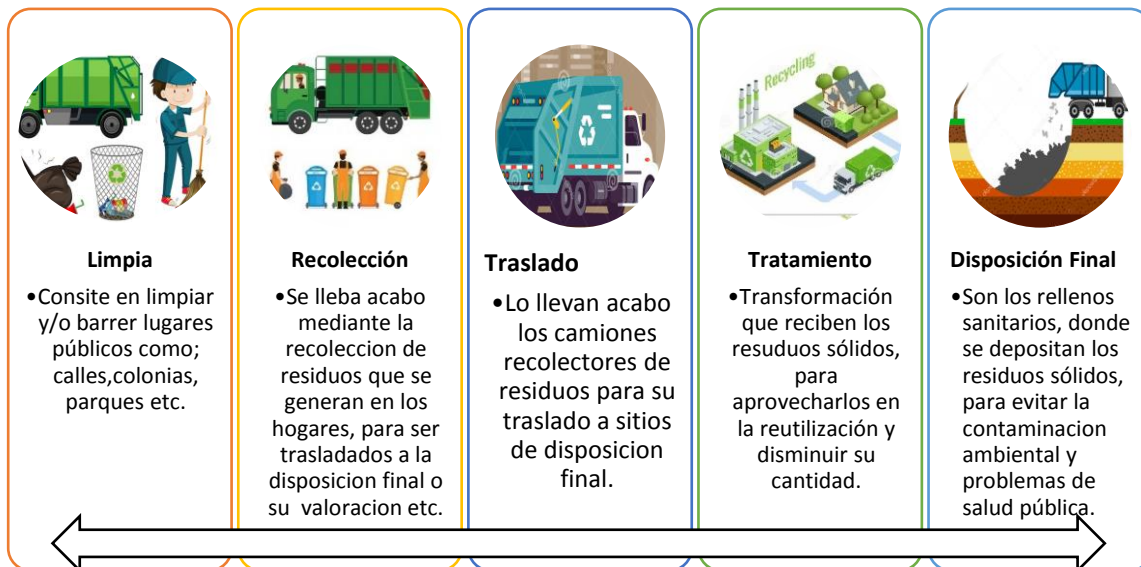 Limpia
•Consite en limpiar
y/o barrer lugares
públicos como;
calles,colonias,
parques etc.
Recolección
•Se lleba acabo
mediante la
recoleccion de
residuos que se
generan en los
hogares, para ser
trasladados a la
disposicion final o
su valoracion etc.
Traslado
•Lo llevan acabo
los camiones
recolectores de
residuos para su
traslado a sitios
de disposicion
final.
Recycling
Tratamiento
•Transformación
que reciben los
resuduos sólidos,
para
aprovecharlos en
la reutilización y
disminuir su
cantidad.
Disposición Final
•Son los rellenos
sanitarios, donde
se depositan los
residuos sólidos,
para evitar la
contaminacion
ambiental y
problemas de
salud pública.